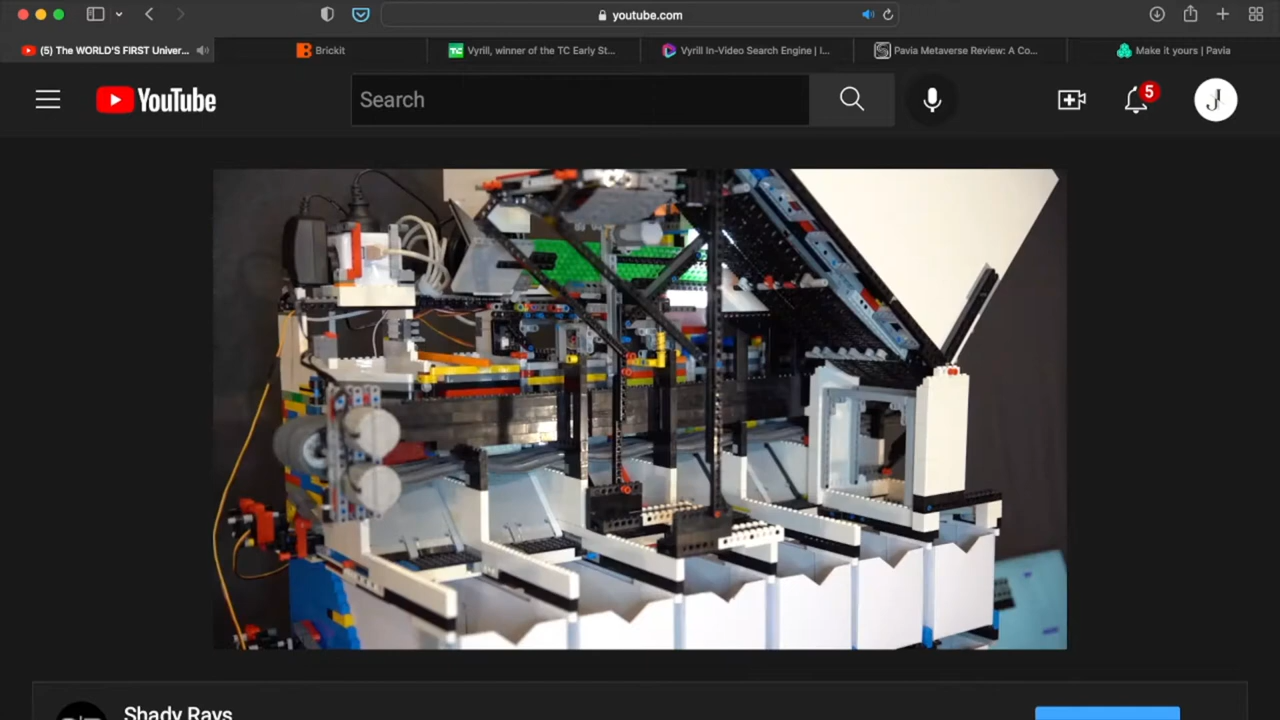 youtube.com
(5) The WORLD'S FIRST Univer...
Brickit
Vyrill, winner of the TC Early St...
Vyrill In-Video Search Engine | I...
Pavia Metaverse Review: A Co...
Make it yours | Pavia
YouTube
Search
5
Shady Rays